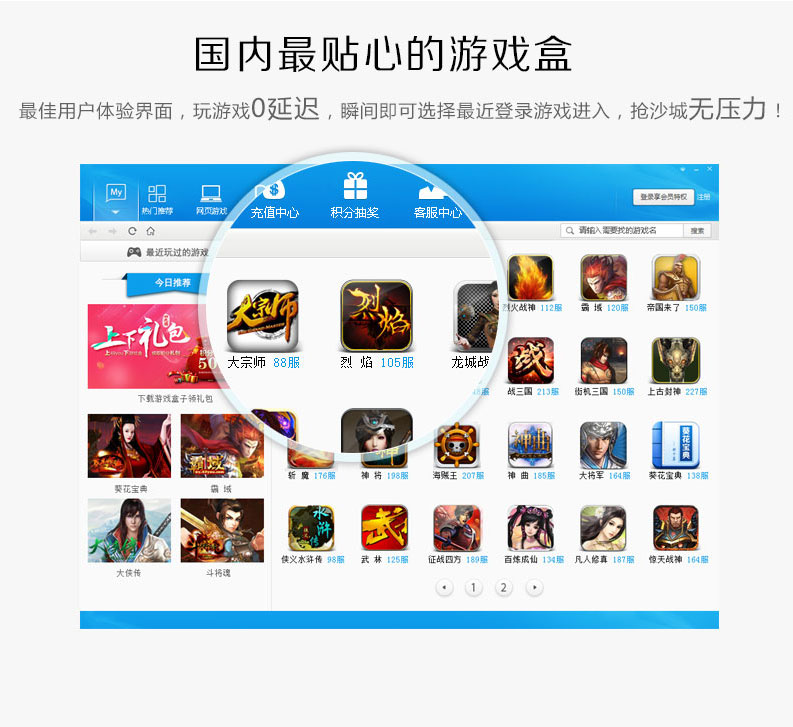 国内最贴心的游戏盒
最佳用户体验界面，玩游戏0延迟，瞬间即可选择最近登录游戏进入，抢沙城无压力！
My
热门推荐
网页游戏
充值中心
积分抽奖
客服中心
登录享会员特权
注册
最近玩过的游戏
请输入需要找的游戏名
搜索
今日推荐
上下礼包
下载游戏盒子领礼包
葵花宝典
霸 域
大侠传
斗将魂
大宗师 88服
烈 焰 105服
龙城战
烈火战神 112服
霸 域 120服
帝国来了 150服
战三国 213服
街机三国 150服
上古封神 227服
斩 魔 176服
神 将 198服
海贼王 207服
神 曲 185服
大将军 164服
葵花宝典 138服
侠义水浒传 98服
武 林 125服
征战四方 189服
百炼成仙 134服
凡人修真 187服
惊天战神 164服
1
2